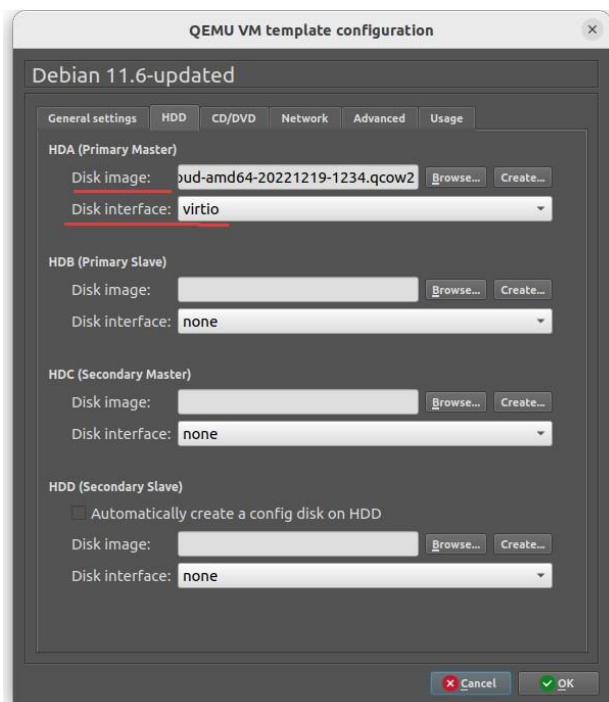 QEMU VM template configuration
Debian 11.6-updated
General settings HDD CD/DVD Network Advanced Usage
HDA (Primary Master)
Disk image: oud-amd64-20221219-1234.qcow2 Browse... Create...
Disk interface: virtio
HDB (Primary Slave)
Disk image: Browse... Create...
Disk interface: none
HDC (Secondary Master)
Disk image: Browse... Create...
Disk interface: none
HDD (Secondary Slave)
Automatically create a config disk on HDD
Disk image: Browse... Create...
Disk interface: none
Cancel OK